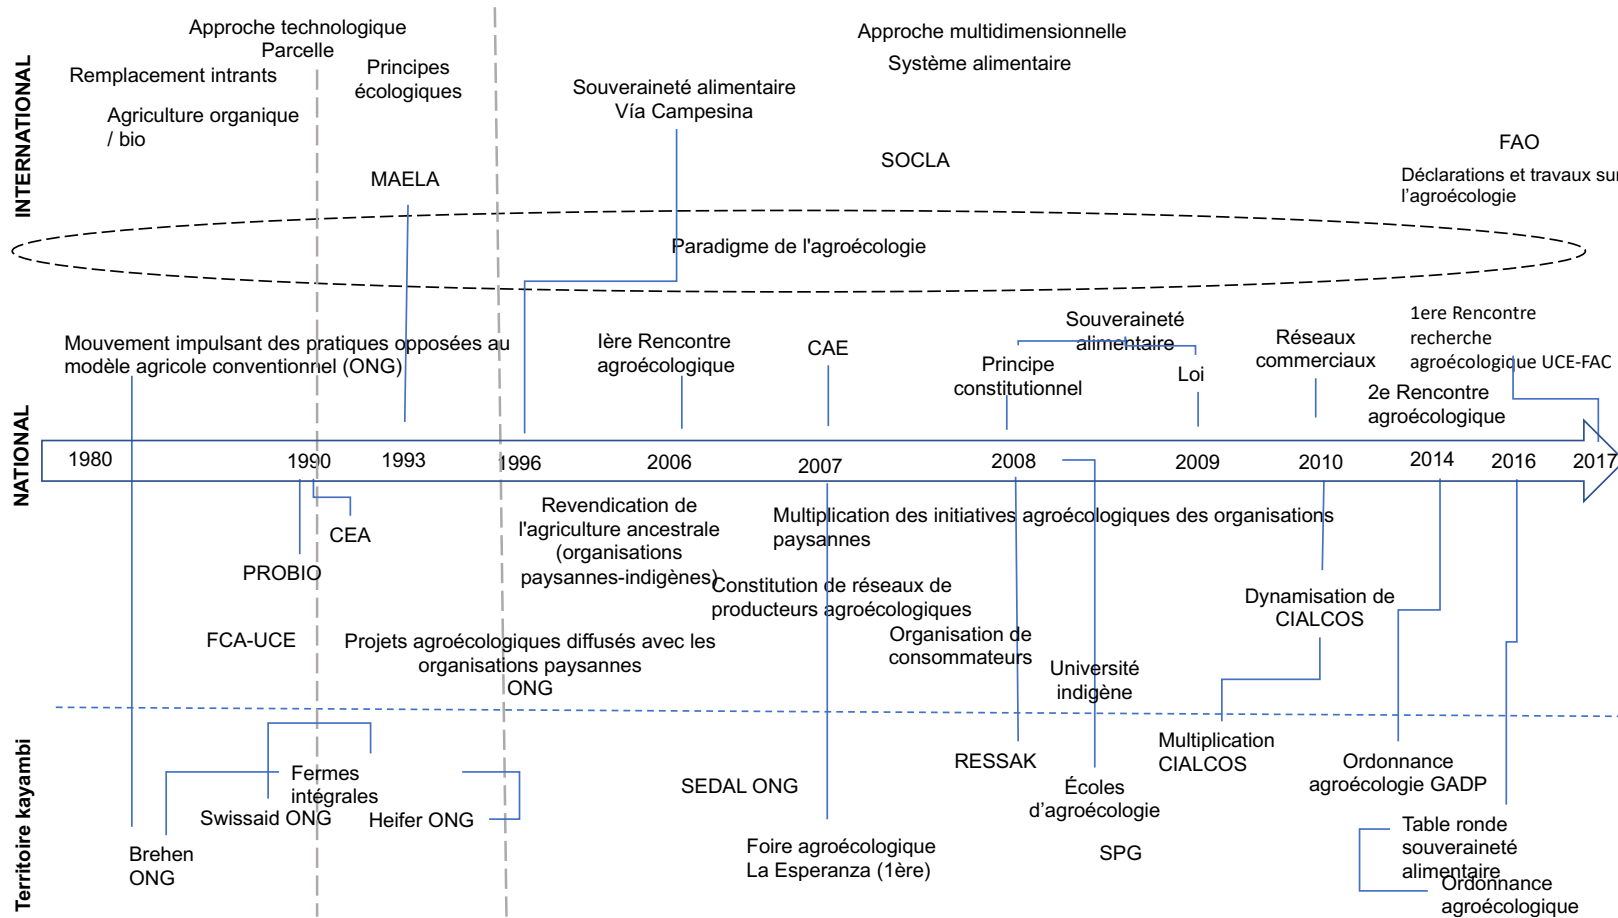 INTERNATIONAL
Approche technologique
Parcelle
Remplacement intrants
Agriculture organique
/ bio
Principes
écologiques
MAELA
Souveraineté alimentaire
Vía Campesina
Approche multidimensionnelle
Système alimentaire
SOCLA
FAO
Déclarations et travaux sur
l'agroécologie
Paradigme de l'agroécologie
NATIONAL
Mouvement impulsant des pratiques opposées au
modèle agricole conventionnel (ONG)
Ière Rencontre
agroécologique
CAE
Souveraineté
alimentaire
Principe
constitutionnel
Loi
Réseaux
commerciaux
1ere Rencontre
recherche
agroécologique UCE-FAC
2e Rencontre
agroécologique
1980
1990
1993
1996
2006
2007
2008
2009
2010
2014
2016
2017
CEA
PROBIO
FCA-UCE
Revendication de
l'agriculture ancestrale
(organisations
paysannes-indigènes)
Projets agroécologiques diffusés avec les
organisations paysannes
ONG
Multiplication des initiatives agroécologiques des organisations
paysannes
Constitution de réseaux de
producteurs agroécologiques
Organisation de
consommateurs
Université
indigène
Dynamisation de
CIALCOS
Territoire kayambi
Brehen
ONG
Fermes
intégrales
Swissaid ONG
Heifer ONG
SEDAL ONG
Foire agroécologique
La Esperanza (1ère)
RESSAK
Écoles
d'agroécologie
SPG
Multiplication
CIALCOS
Ordonnance
agroécologie GADP
Table ronde
souveraineté
alimentaire
Ordonnance
agroécologique